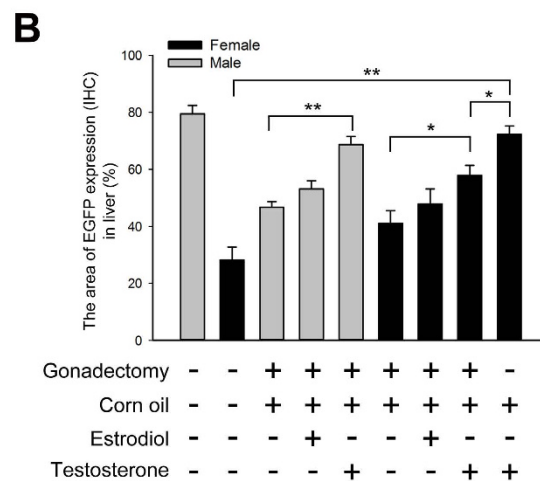 B
Female
Male
The area of EGFP expression (IHC)
in liver (%)
100
80
60
40
20
0
**
**
*
*
Gonadectomy - - + + + + + + -
Corn oil - - + + + + + + +
Estrodiol - - - + - - + - -
Testosterone - - - - + - - + +